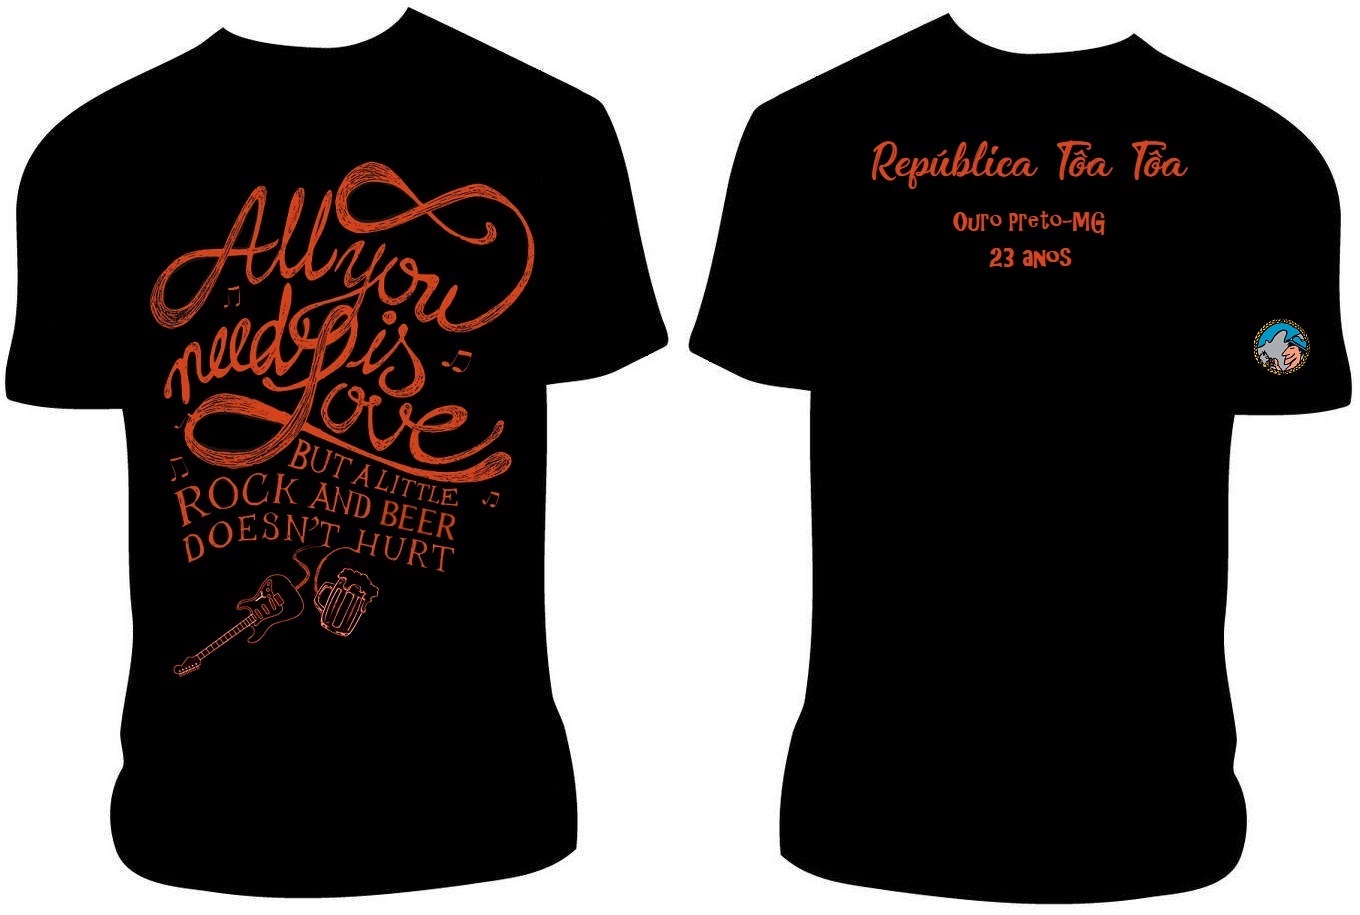 All you
need is
Love
BUT A LITTLE
ROCK AND BEER
DOESN'T HURT
República Tôa Tôa
Ouro Preto-MG
23 anos